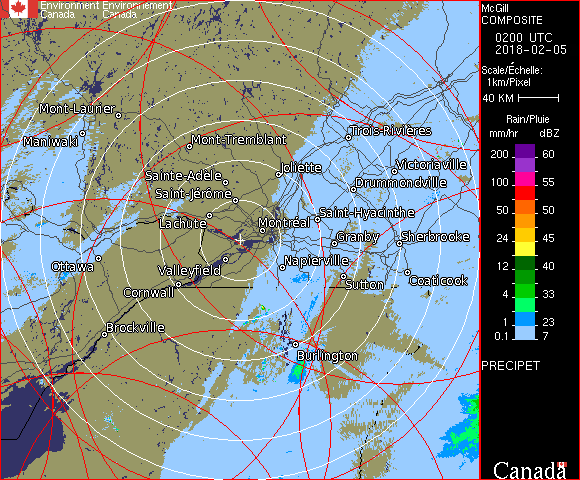 Environment Environnement
Canada Canada
McGill
COMPOSITE
0200 UTC
2018-02-05
Scale/Échelle:
1km/Pixel
40 KM
Rain/Pluie
mm/hr dBZ
200 60
55
100 55
50 50
24 45
12 40
4 33
1 23
0.1 7
PRECIPET
Canada
Mont-Laurier
Maniwaki
Mont-Tremblant
Trois-Rivières
Joliette
Victoriaville
Sainte-Adèle
Drummondville
Saint-Jérôme
Saint-Hyacinthe
Lachute
Montréal
Granby
Sherbrooke
Ottawa
Valleyfield
Napierville
Sutton
Coaticook
Cornwall
Brockville
Burlington